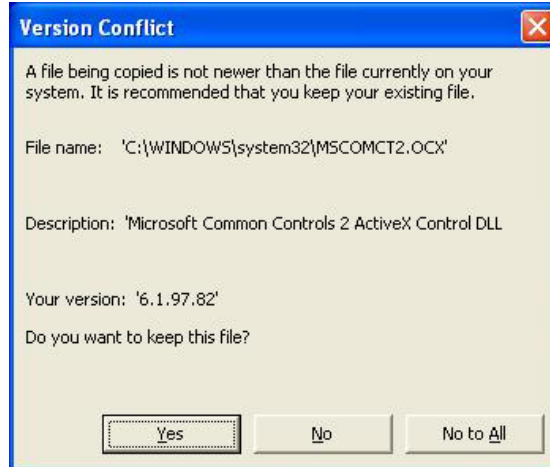 Version Conflict
A file being copied is not newer than the file currently on your
system. It is recommended that you keep your existing file.
File name: 'C:\WINDOWS\system32\MSCOMCT2.OCX'
Description: 'Microsoft Common Controls 2 ActiveX Control DLL
Your version: '6.1.97.82'
Do you want to keep this file?
Yes No No to All